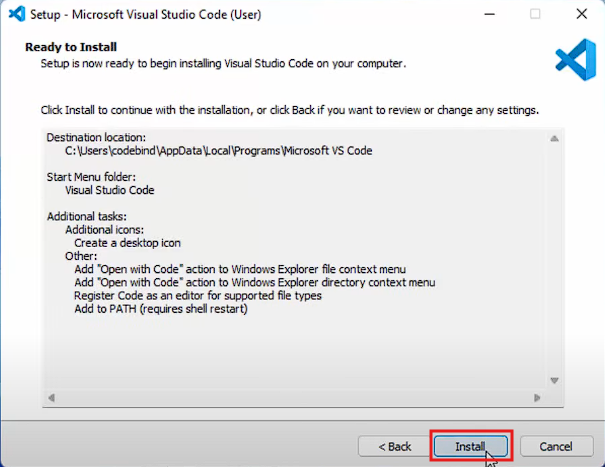 Setup - Microsoft Visual Studio Code (User)
Ready to Install
Setup is now ready to begin installing Visual Studio Code on your computer.
Click Install to continue with the installation, or click Back if you want to review or change any settings.
Destination location:
C:\Users\codebind\AppData\Local\Programs\Microsoft VS Code
Start Menu folder:
Visual Studio Code
Additional tasks:
Additional icons:
Create a desktop icon
Other:
Add "Open with Code" action to Windows Explorer file context menu
Add "Open with Code" action to Windows Explorer directory context menu
Register Code as an editor for supported file types
Add to PATH (requires shell restart)
< Back
Install
Cancel